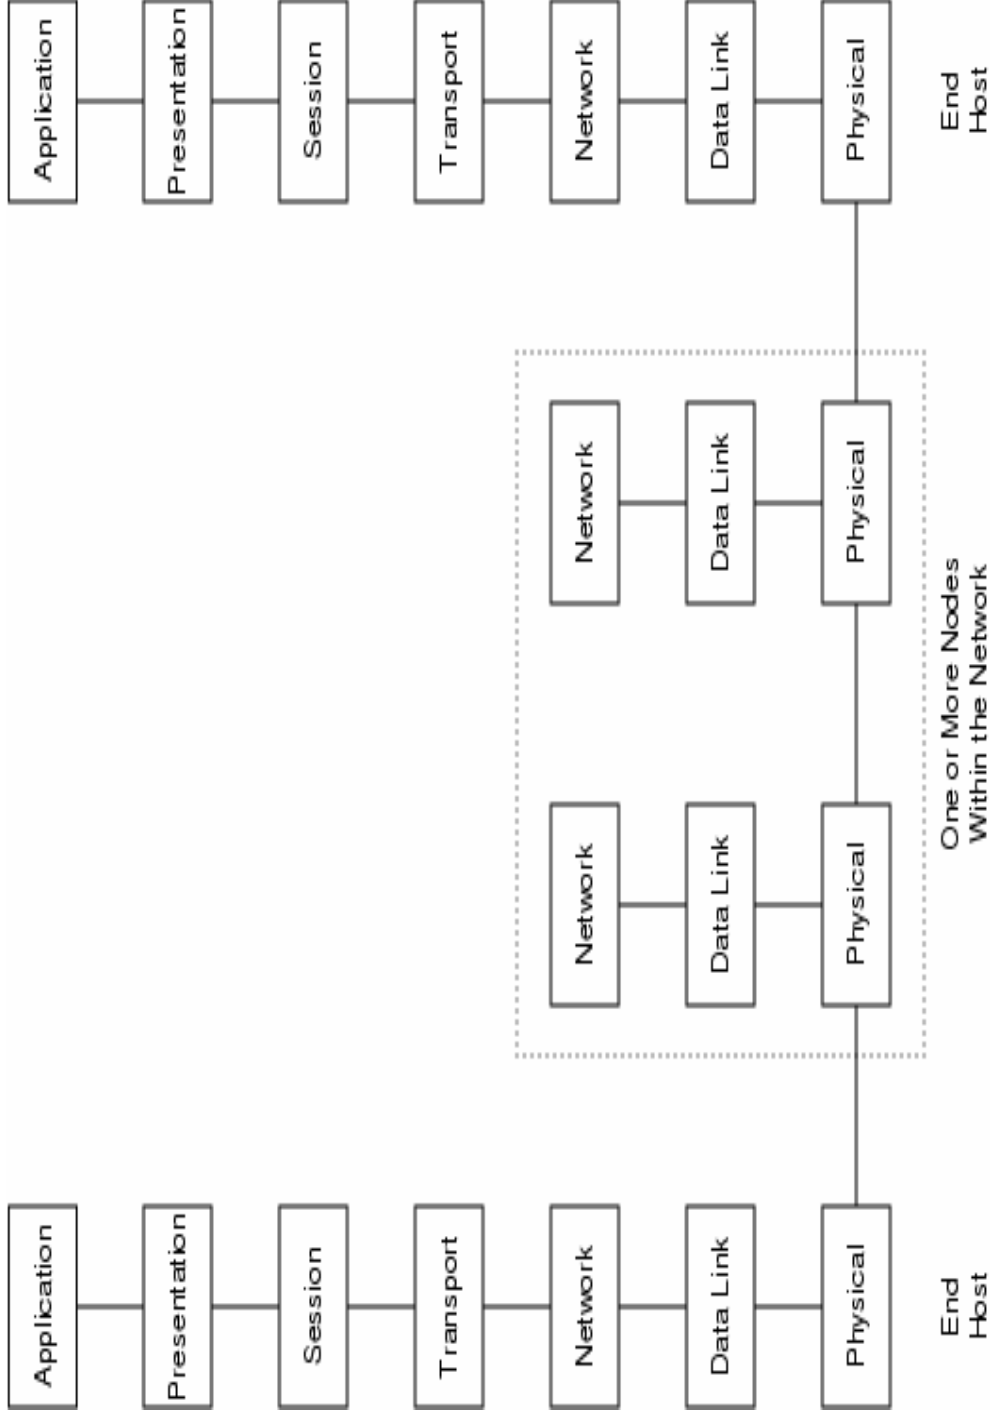 Application
Presentation
Session
Transport
Network
Data Link
Physical
End
Host
Network
Data Link
Physical
Network
Data Link
Physical
One or More Nodes
Within the Network
Application
Presentation
Session
Transport
Network
Data Link
Physical
End
Host